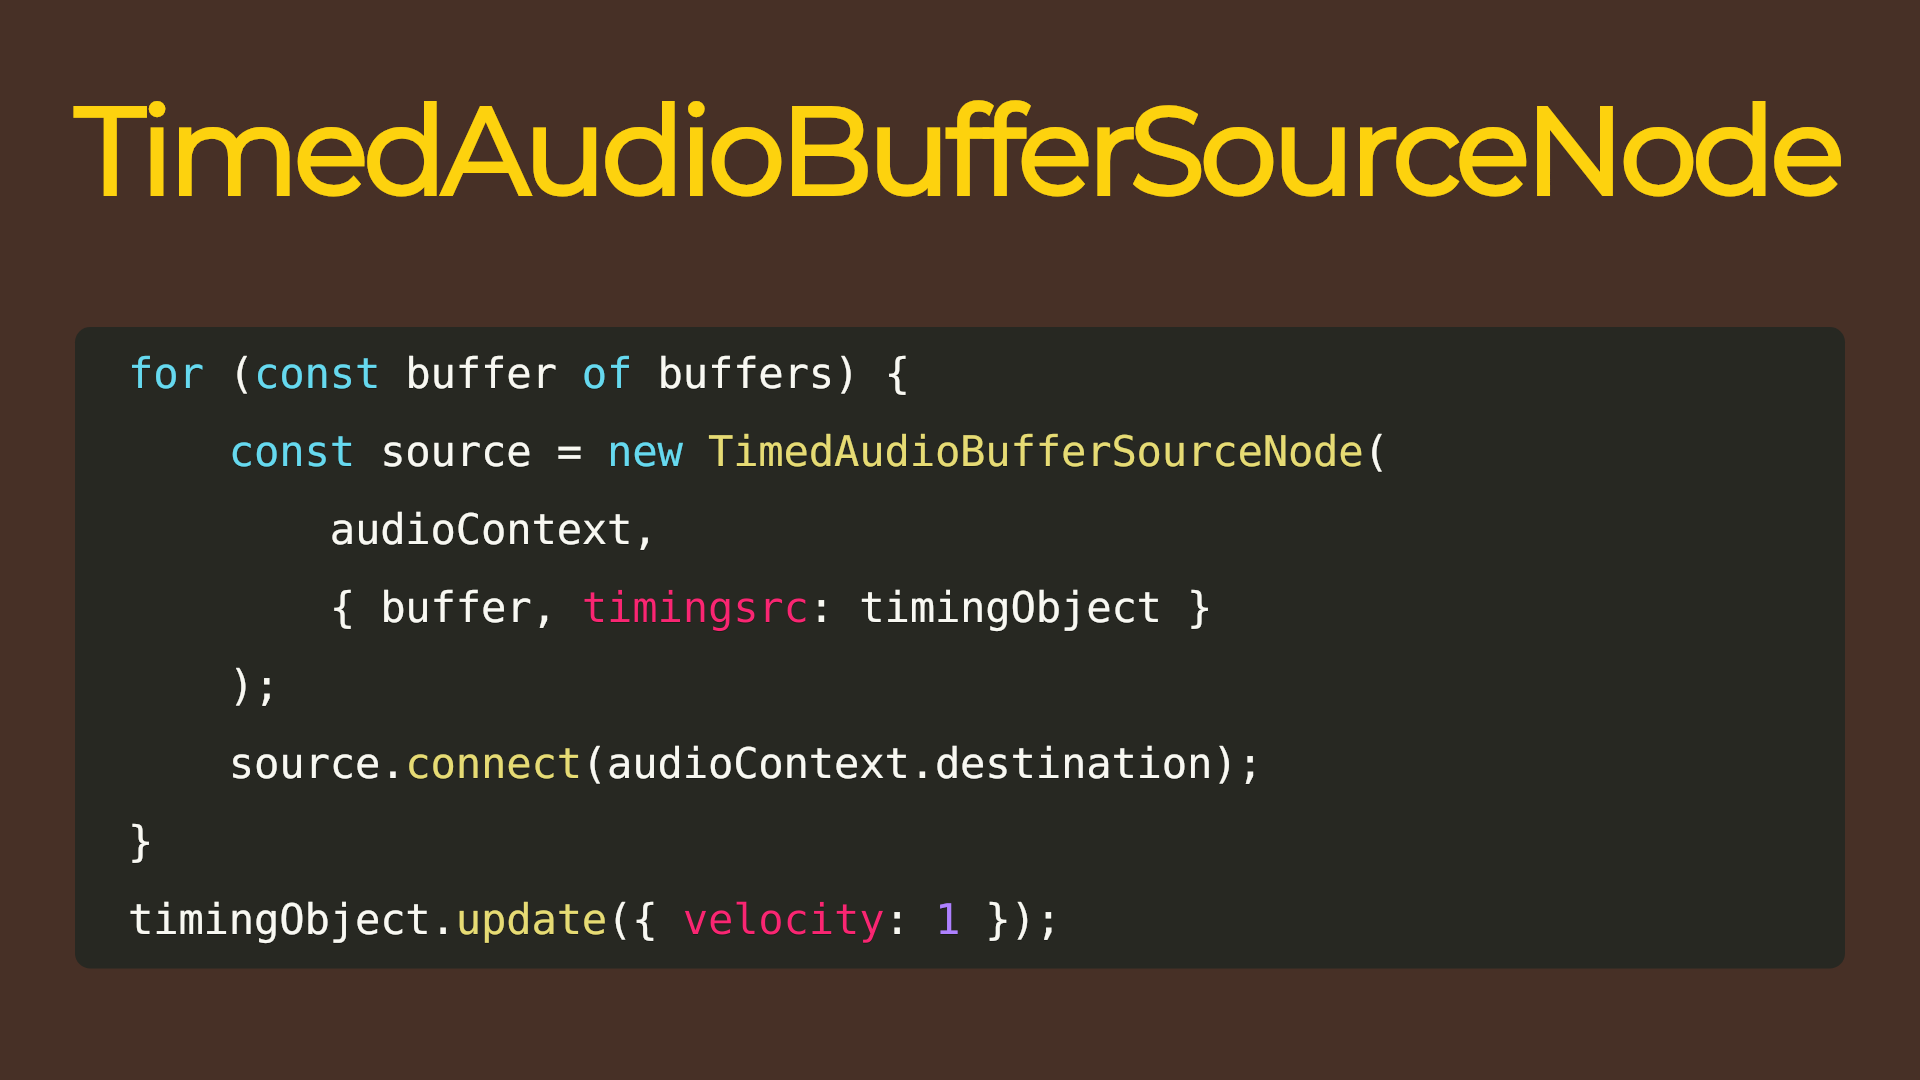 TimedAudioBufferSourceNode
for (const buffer of buffers) {
    const source = new TimedAudioBufferSourceNode(
        audioContext,
        { buffer, timingsrc: timingObject }
    );
    source.connect(audioContext.destination);
}
timingObject.update({ velocity: 1 });